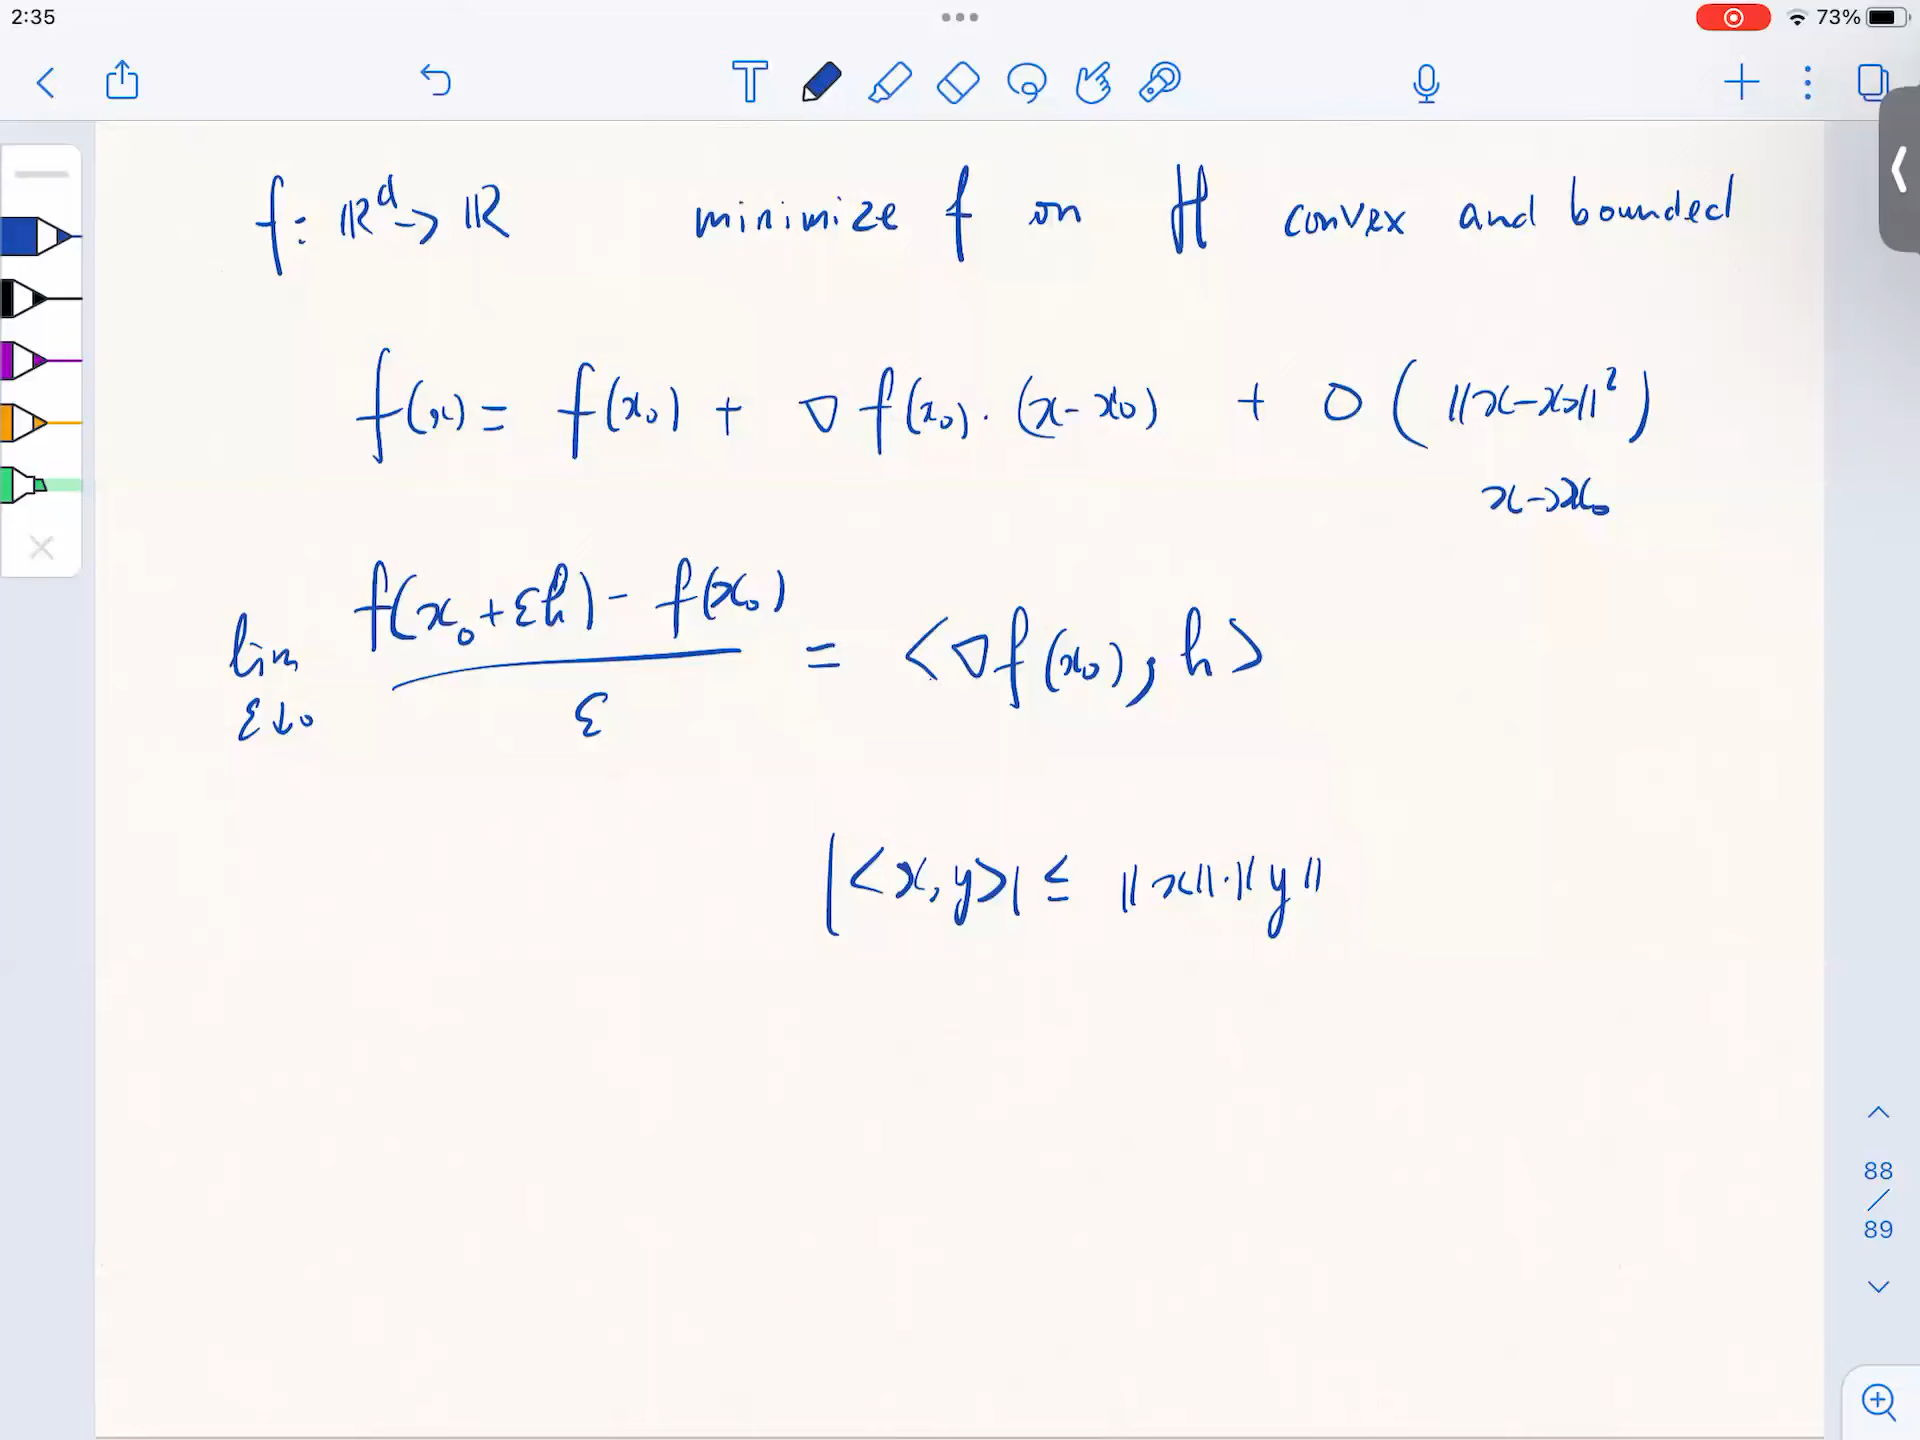 2:35
73%
f: ℝᵈ → ℝ minimize f on H convex and bounded
f(x) = f(x₀) + ∇f(x₀)·(x-x₀) + O(||x-x₀||²)
x→x₀
lim ε↓0 (f(x₀+εh) - f(x₀)) / ε = <∇f(x₀), h>
|<x,y>| ≤ ||x||·||y||
88
/
89